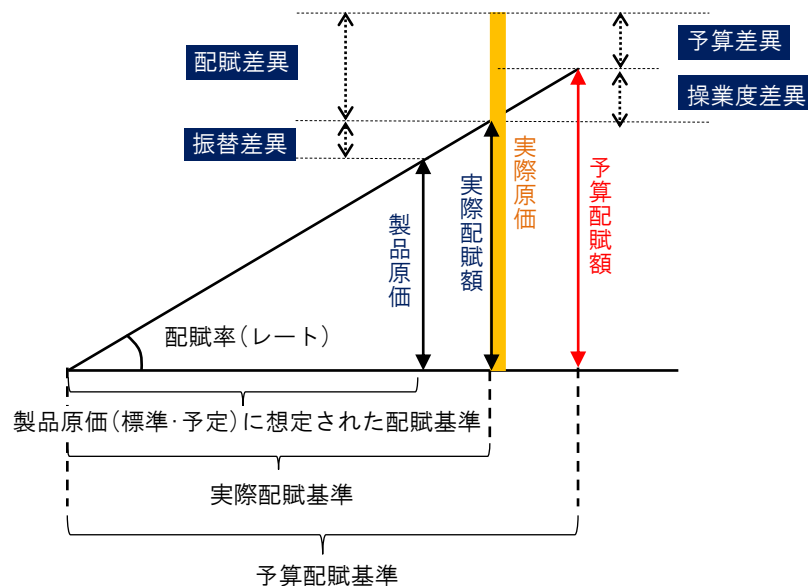 配賦差異
予算差異
操業度差異
振替差異
製品原価
実際配賦額
実際原価
予算配賦額
配賦率(レート)
製品原価(標準・予定)に想定された配賦基準
実際配賦基準
予算配賦基準